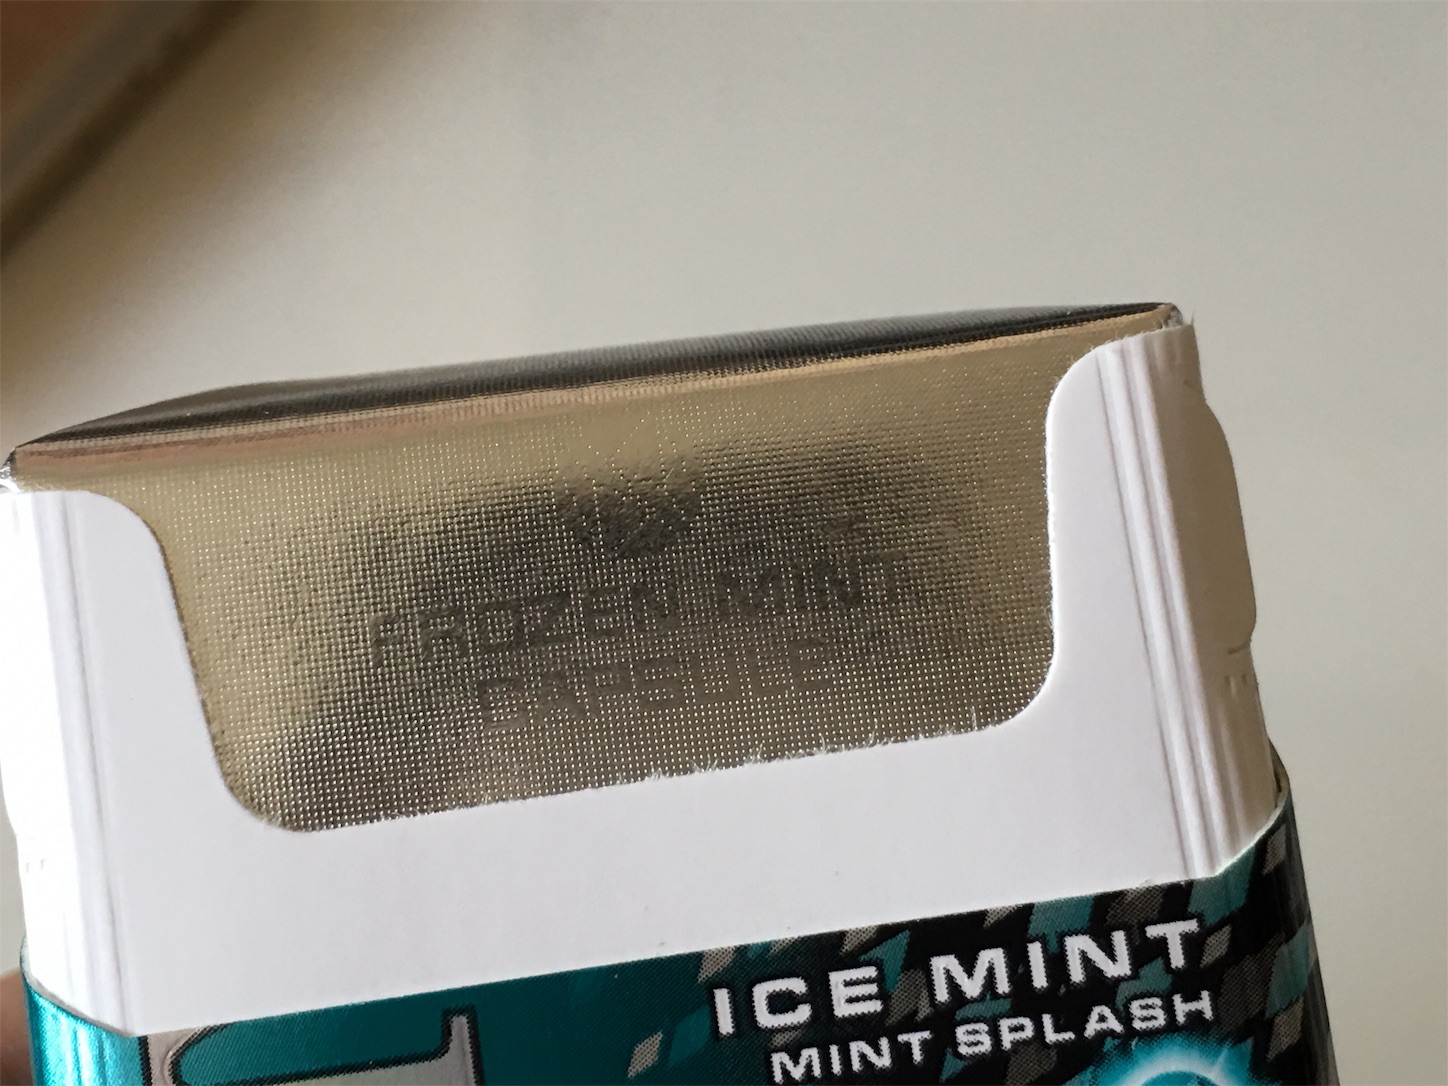 FROZEN MINT
CAPSULE
ICE MINT
MINT SPLASH